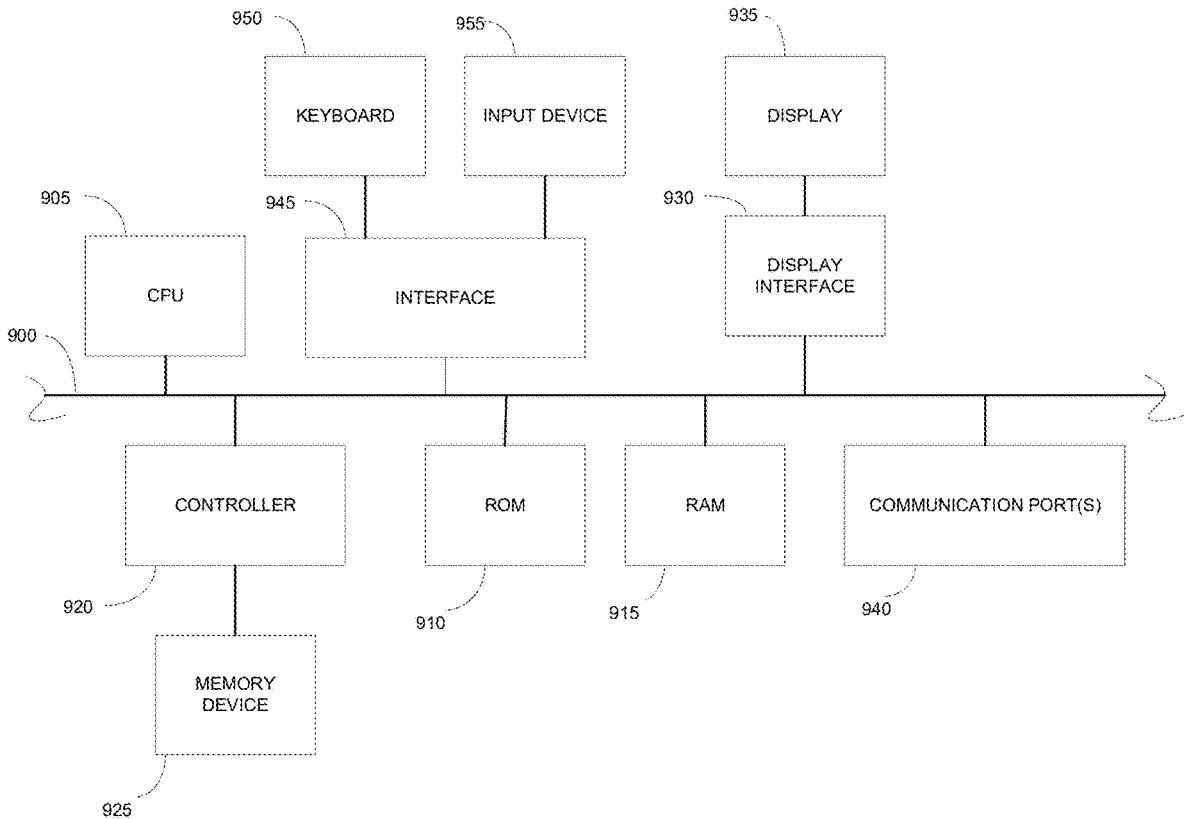 950
955
935
KEYBOARD
INPUT DEVICE
DISPLAY
905
945
930
CPU
INTERFACE
DISPLAY
INTERFACE
900
CONTROLLER
ROM
RAM
COMMUNICATION PORT(S)
920
910
915
940
MEMORY
DEVICE
925